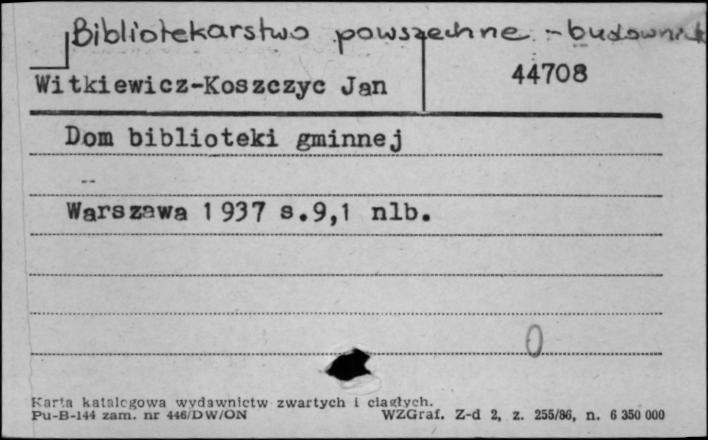 Bibliotekarstwo powszechne - budownict
Witkiewicz-Koszczyc Jan
44708
Dom biblioteki gminnej
--
Warszawa 1937 s.9,1 nlb.
0
Karta katalogowa wydawnictw zwartych i ciągłych.
Pu-B-144 zam. nr 446/DW/ON WZGraf. Z-d 2, z. 255/86, n. 6 350 000